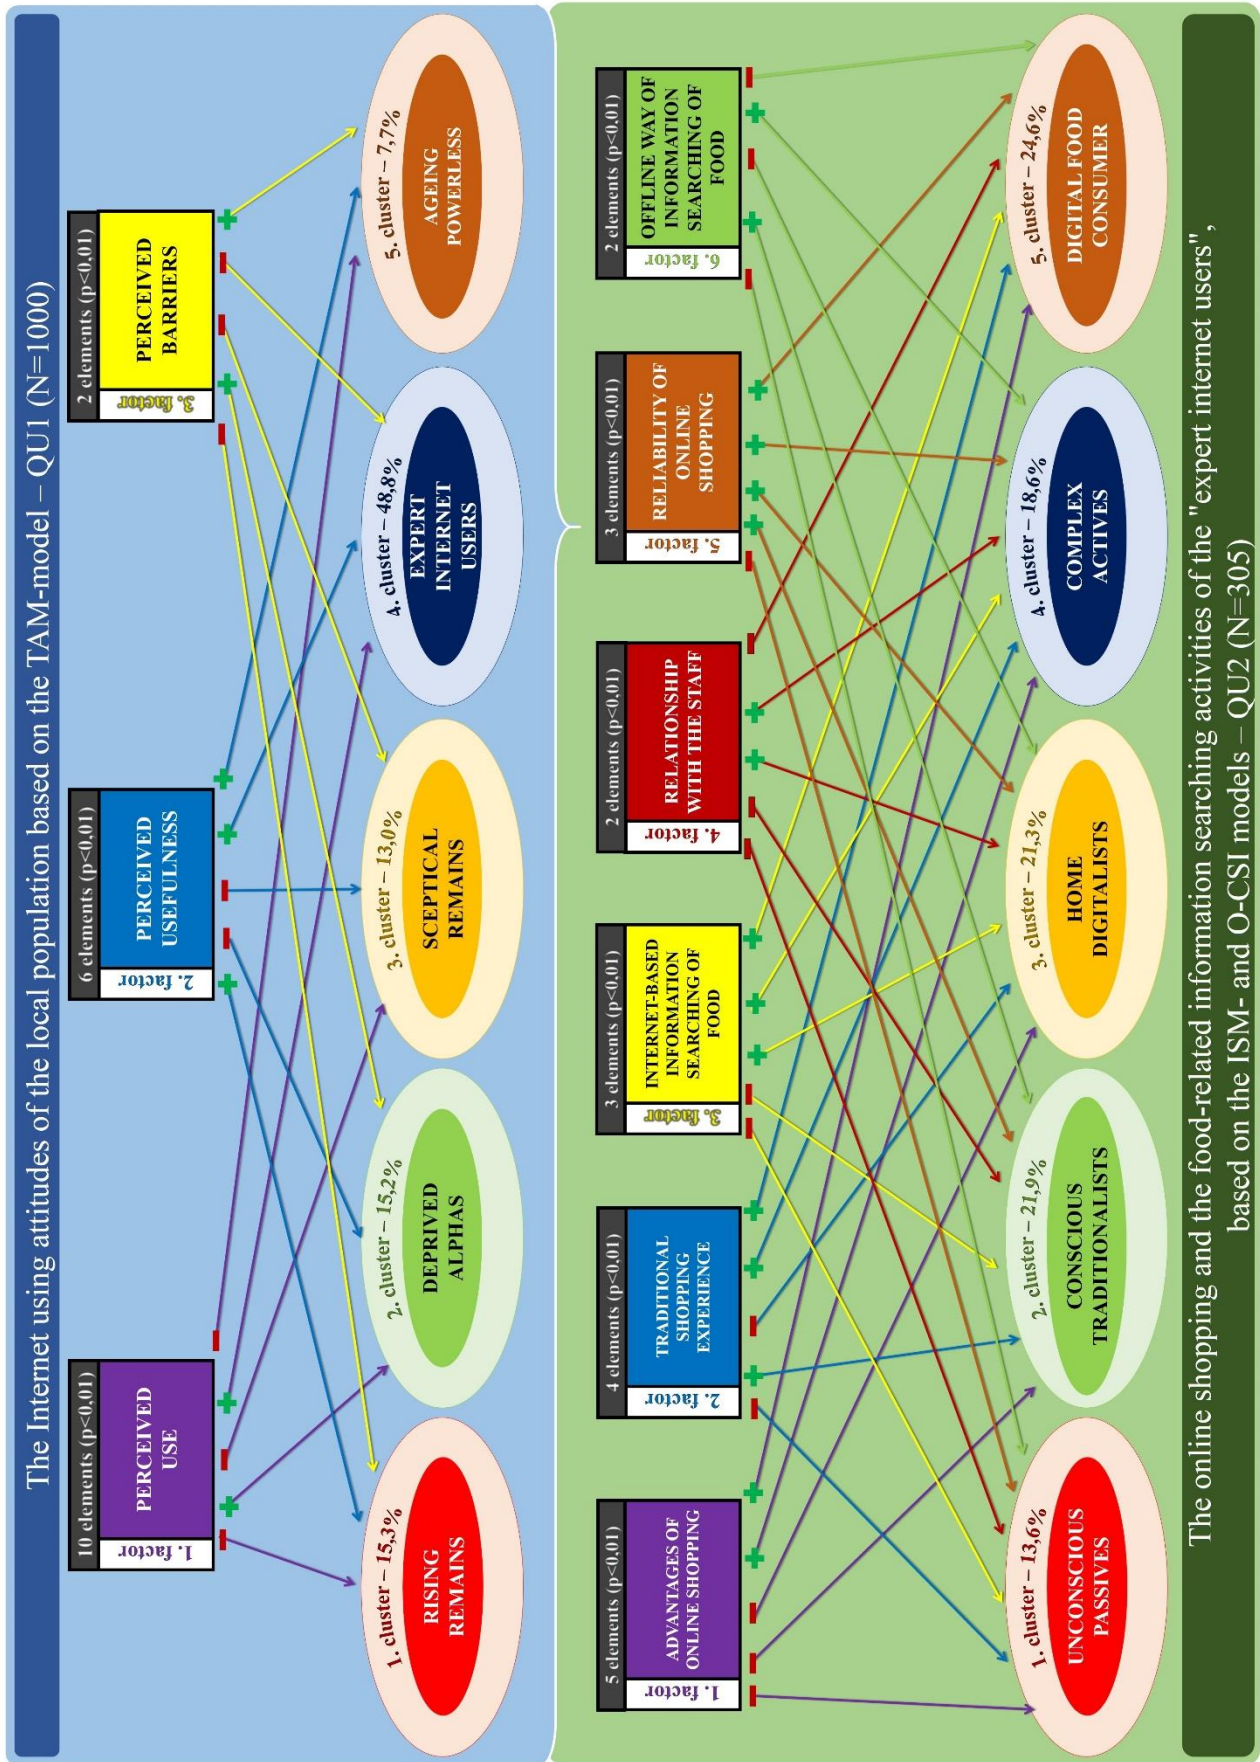 The Internet using attitudes of the local population based on the TAM-model – QU1 (N=1000)
10 elements (p<0,01)
1. factor
PERCEIVED
USE
6 elements (p<0,01)
2. factor
PERCEIVED
USEFULNESS
2 elements (p<0,01)
3. factor
PERCEIVED
BARRIERS
1. cluster – 15,3%
RISING
REMAINS
2. cluster – 15,2%
DEPRIVED
ALPHAS
3. cluster – 13,0%
SCEPTICAL
REMAINS
4. cluster – 48,8%
EXPERT
INTERNET
USERS
5. cluster – 7,7%
AGEING
POWERLESS
5 elements (p<0,01)
1. factor
ADVANTAGES OF
ONLINE SHOPPING
4 elements (p<0,01)
2. factor
TRADITIONAL
SHOPPING
EXPERIENCE
3 elements (p<0,01)
3. factor
INTERNET-BASED
INFORMATION
SEARCHING OF
FOOD
2 elements (p<0,01)
4. factor
RELATIONSHIP
WITH THE STAFF
3 elements (p<0,01)
5. factor
RELIABILITY OF
ONLINE
SHOPPING
2 elements (p<0,01)
6. factor
OFFLINE WAY OF
INFORMATION
SEARCHING OF
FOOD
1. cluster – 13,6%
UNCONSCIOUS
PASSIVES
2. cluster – 21,9%
CONSCIOUS
TRADITIONALISTS
3. cluster – 21,3%
HOME
DIGITALISTS
4. cluster – 18,6%
COMPLEX
ACTIVES
5. cluster – 24,6%
DIGITAL FOOD
CONSUMER
The online shopping and the food-related information searching activities of the "expert internet users",
based on the ISM- and O-CSI models – QU2 (N=305)